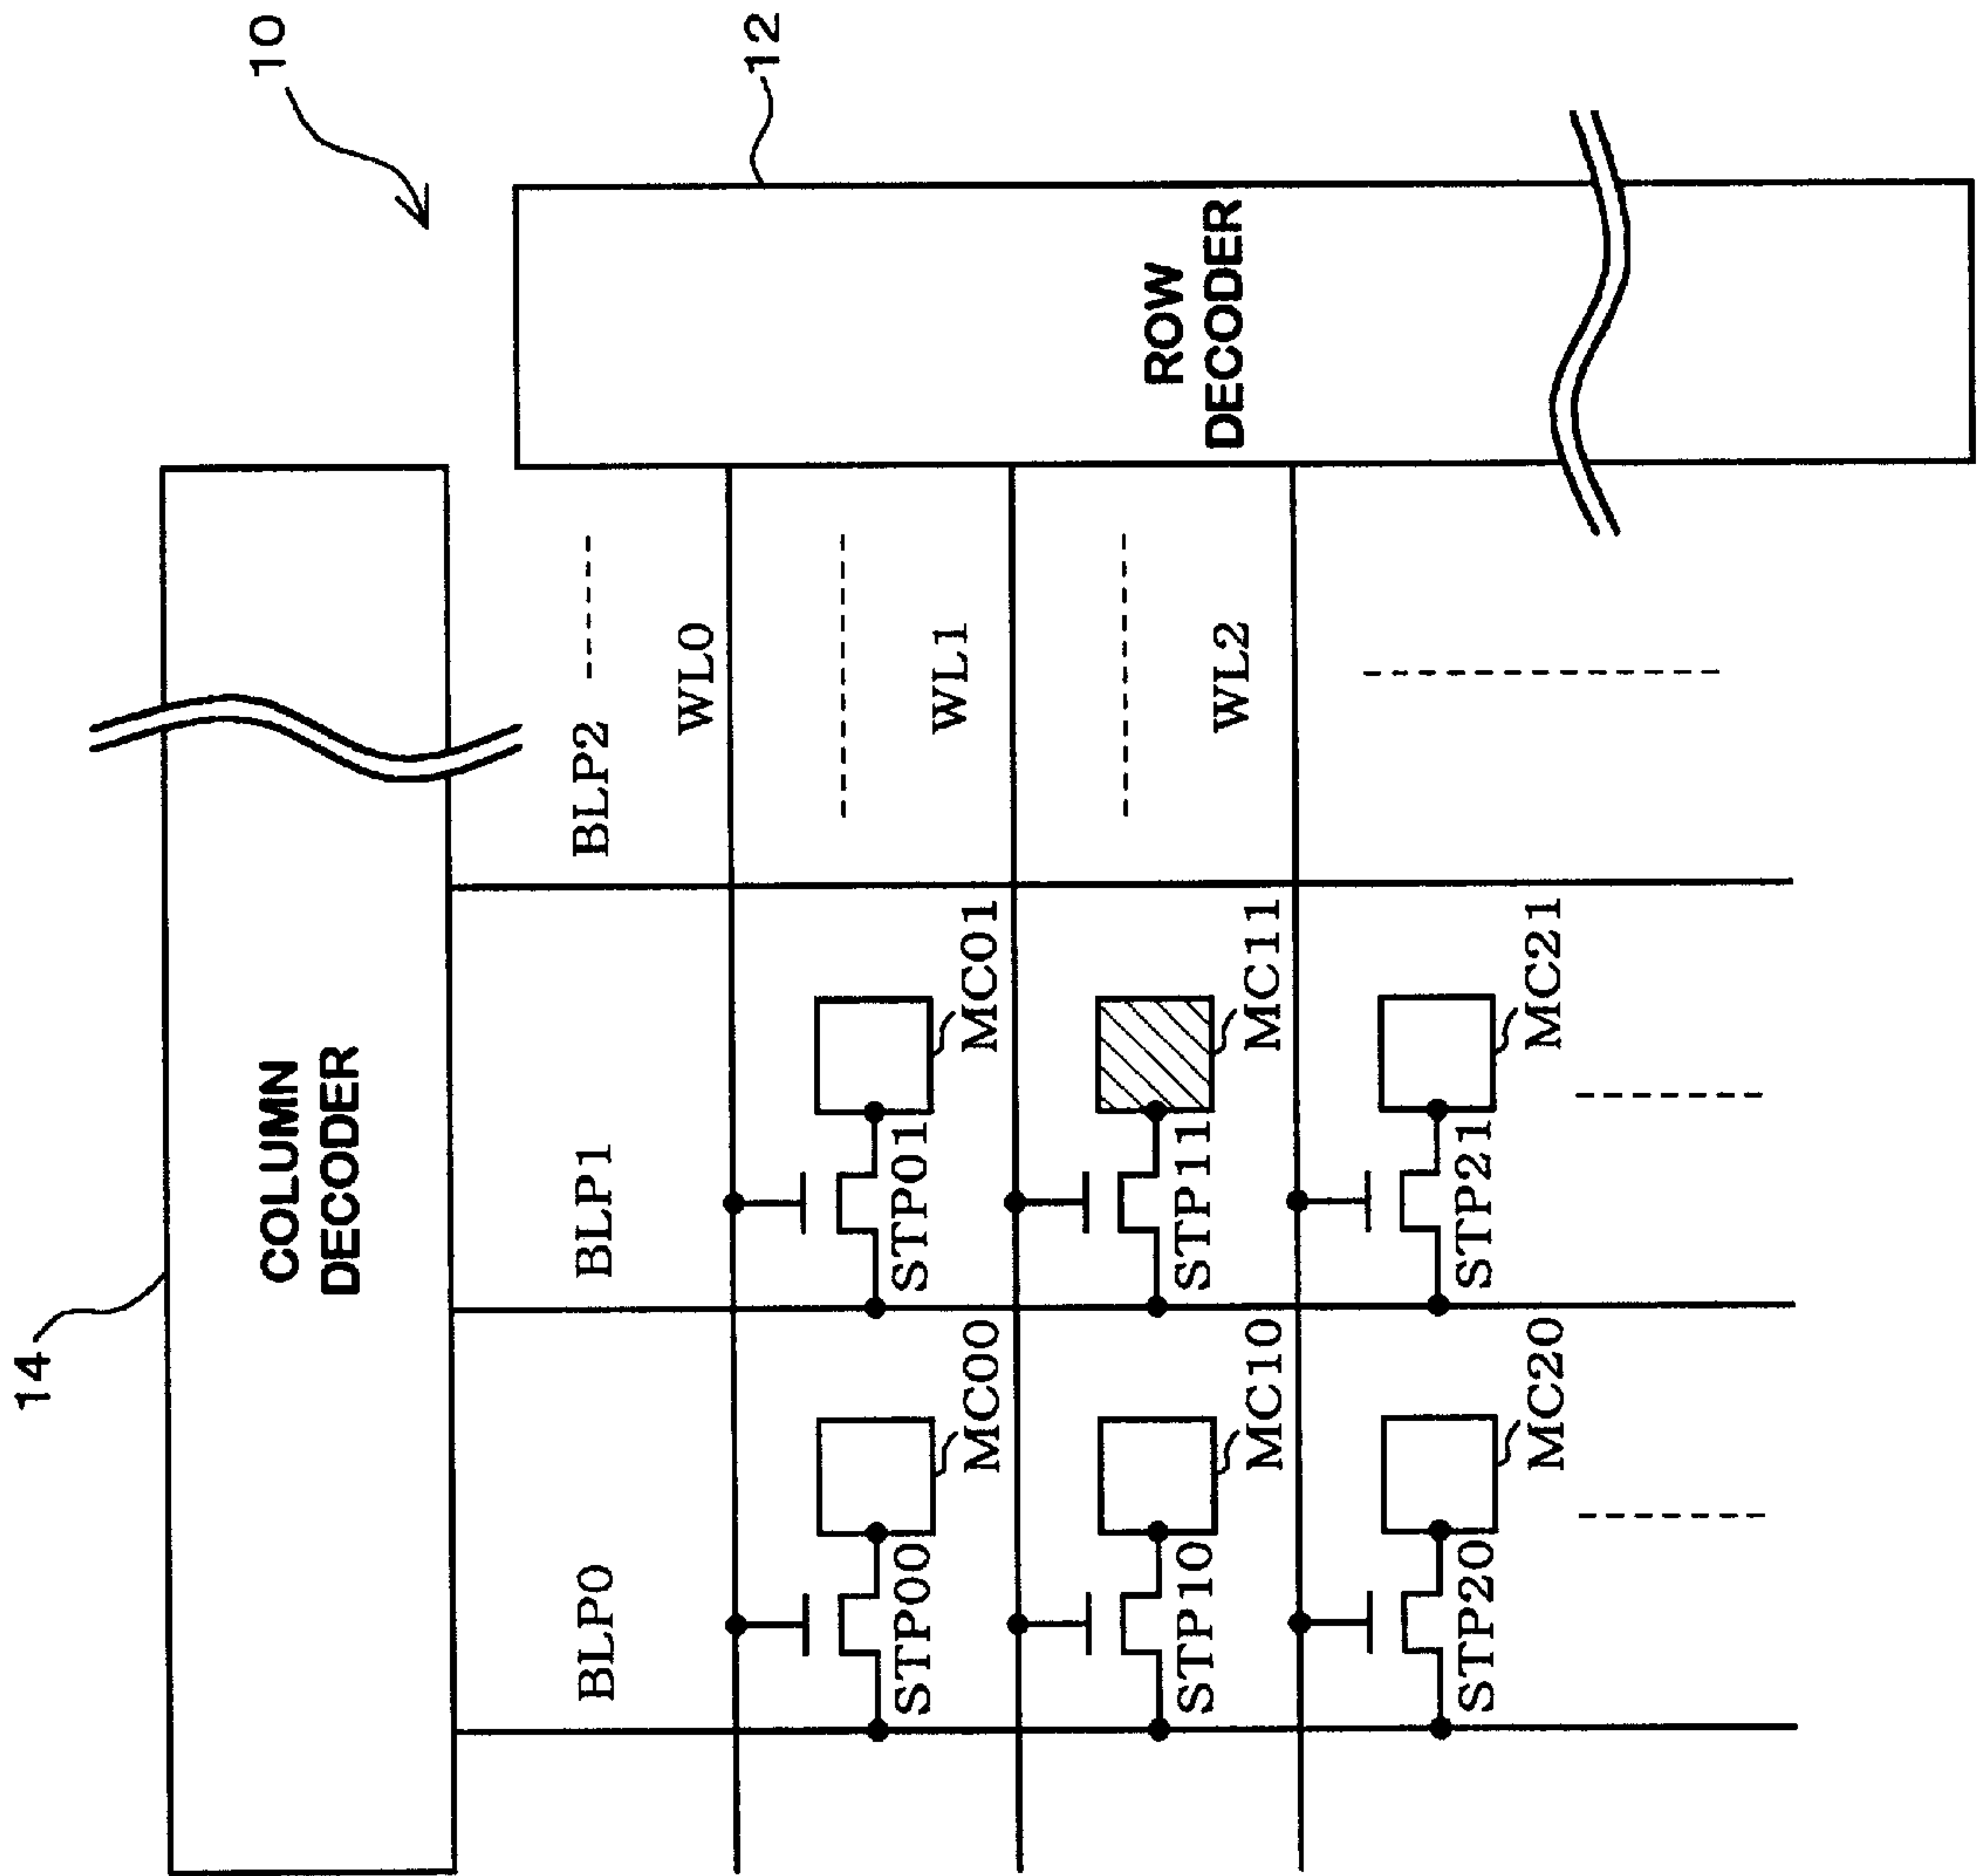 10
14
12
COLUMN
DECODER
ROW
DECODER
BLP0
BLP1
BLP2
WL0
STP00
MC00
STP01
MC01
WL1
STP10
MC10
STP11
MC11
WL2
STP20
MC20
STP21
MC21